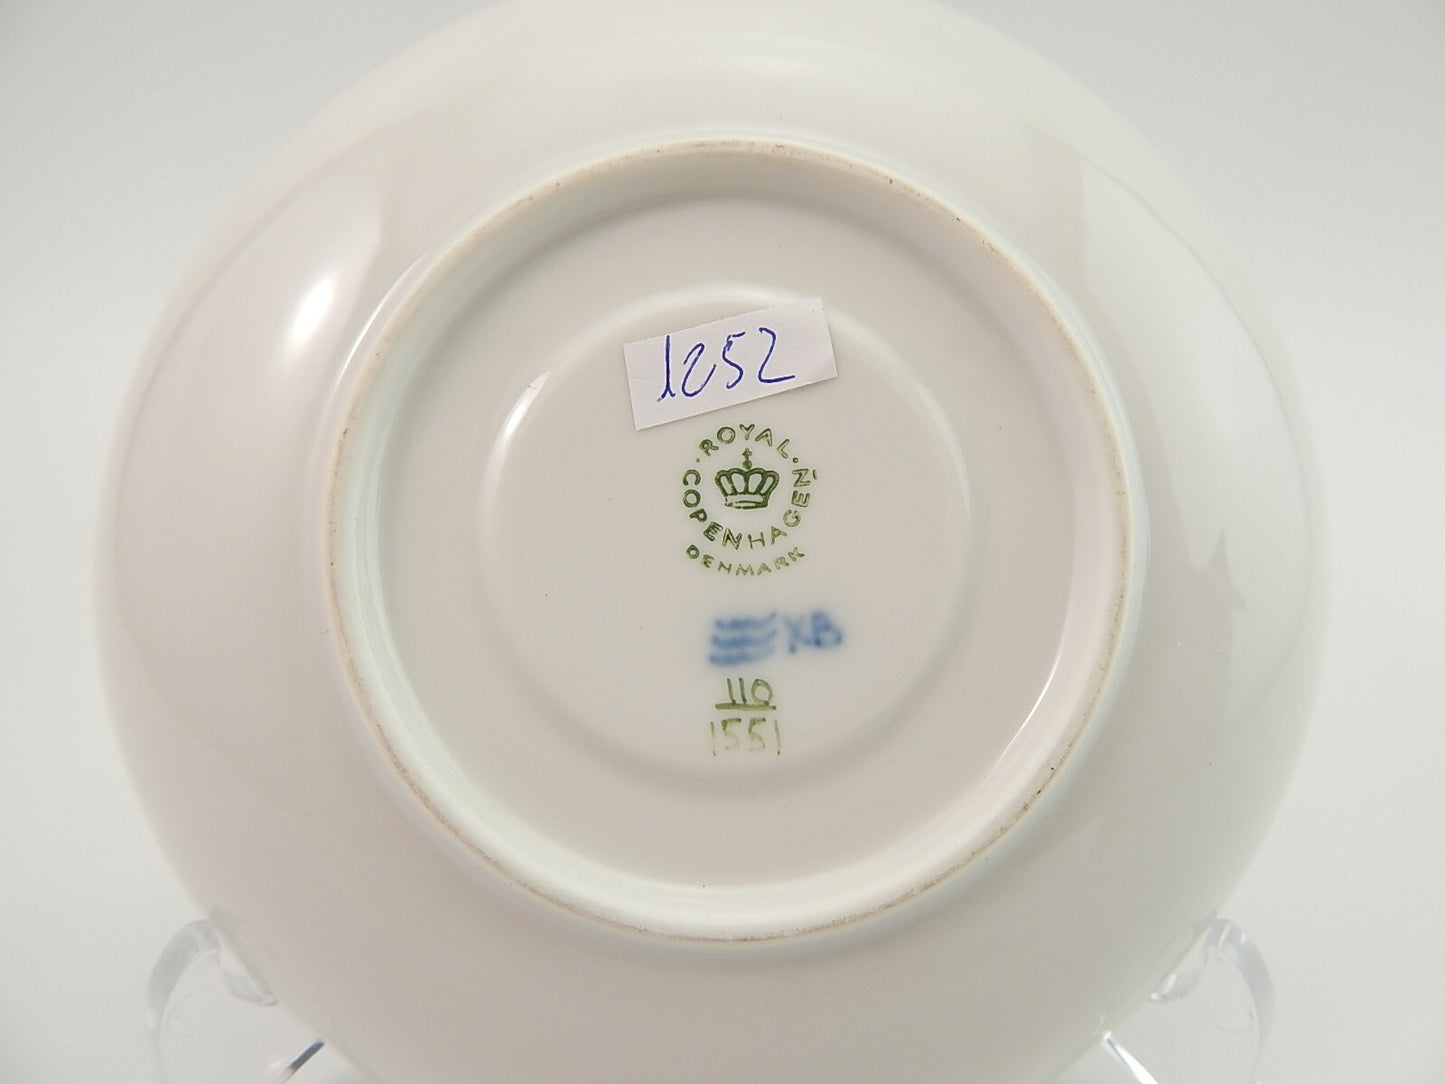 1252
ROYAL
COPENHAGEN
DENMARK
XB
110
1551